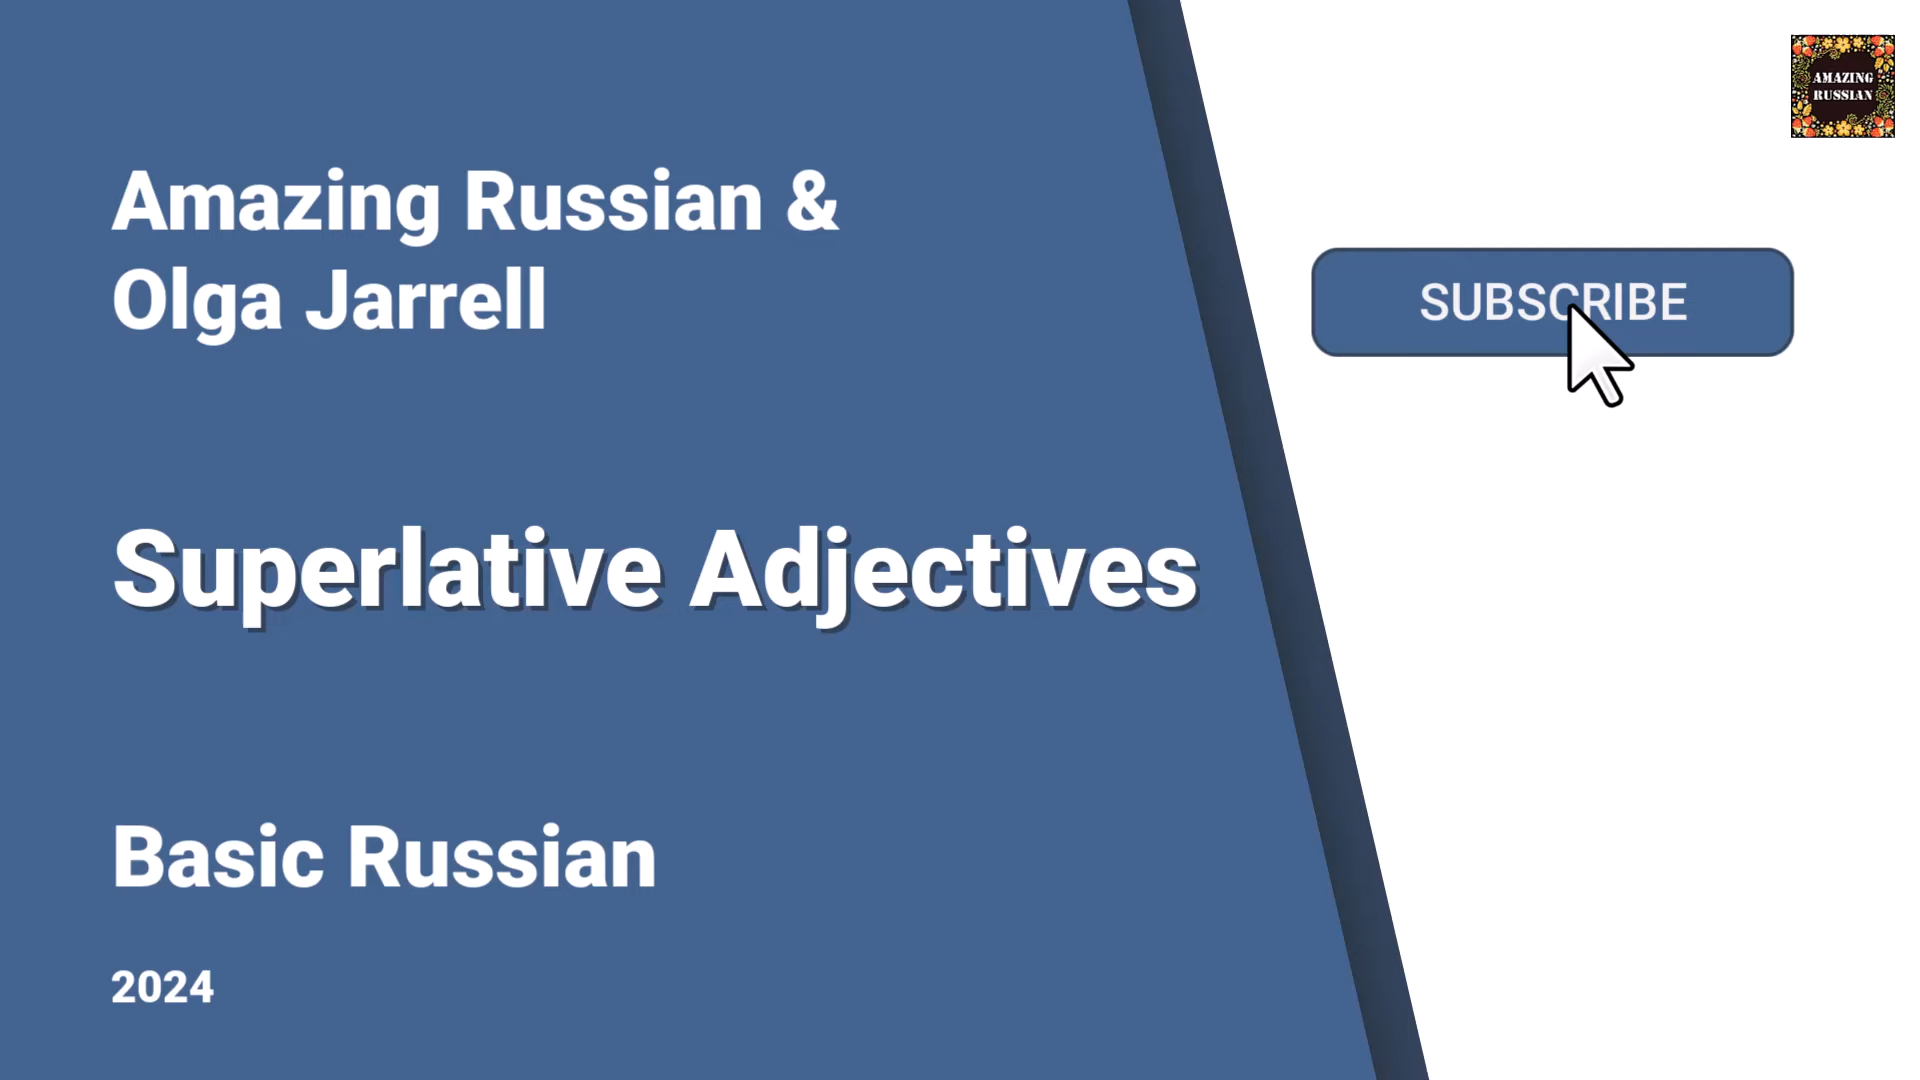 Amazing Russian &
Olga Jarrell
AMAZING
RUSSIAN
SUBSCRIBE
Superlative Adjectives
Basic Russian
2024